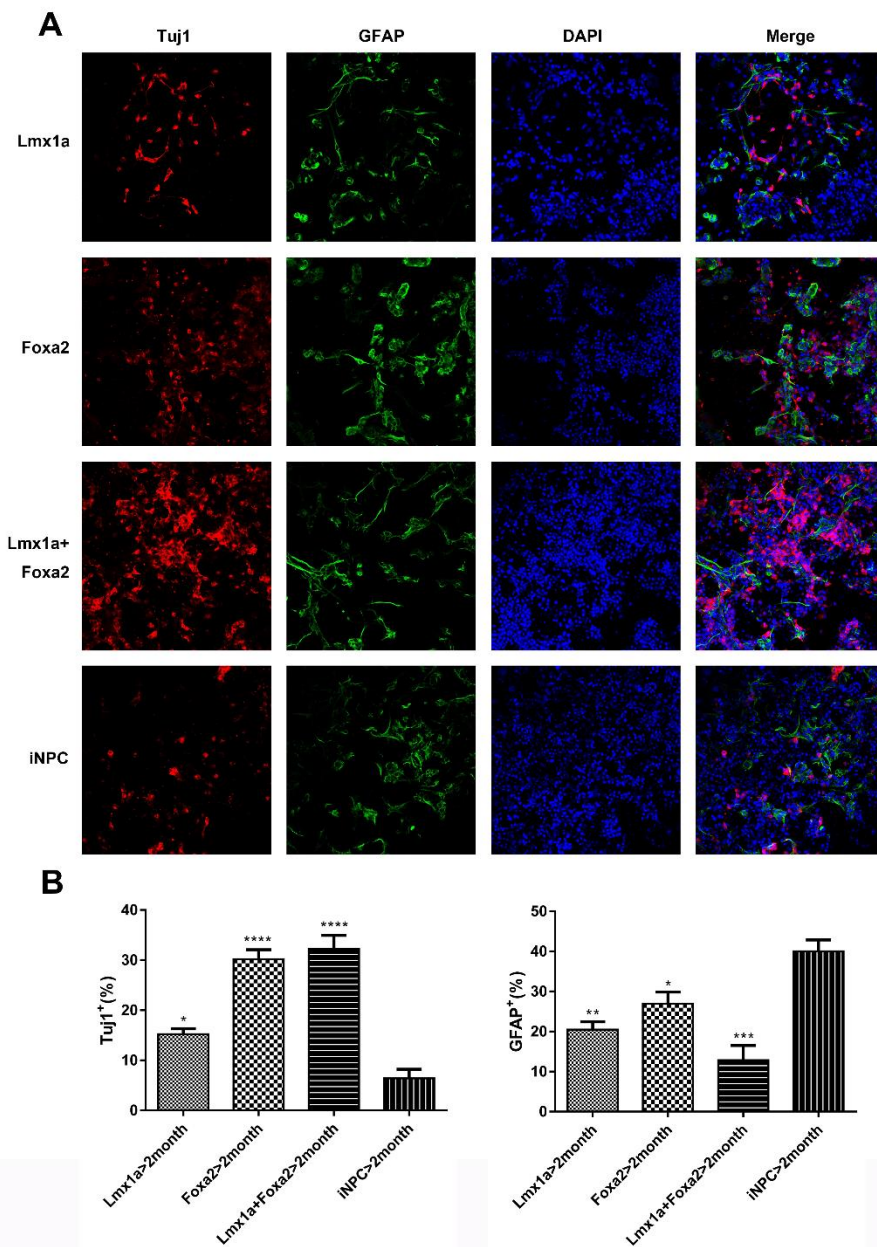 A
Tuj1 GFAP DAPI Merge
Lmx1a
Foxa2
Lmx1a+
Foxa2
iNPC
B
40
30
20
10
0
Tuj1+(%)
*
****
****
Lmx1a>2month
Foxa2>2month
Lmx1a+Foxa2>2month
iNPC>2month
50
40
30
20
10
0
GFAP+(%)
**
*
***
Lmx1a>2month
Foxa2>2month
Lmx1a+Foxa2>2month
iNPC>2month